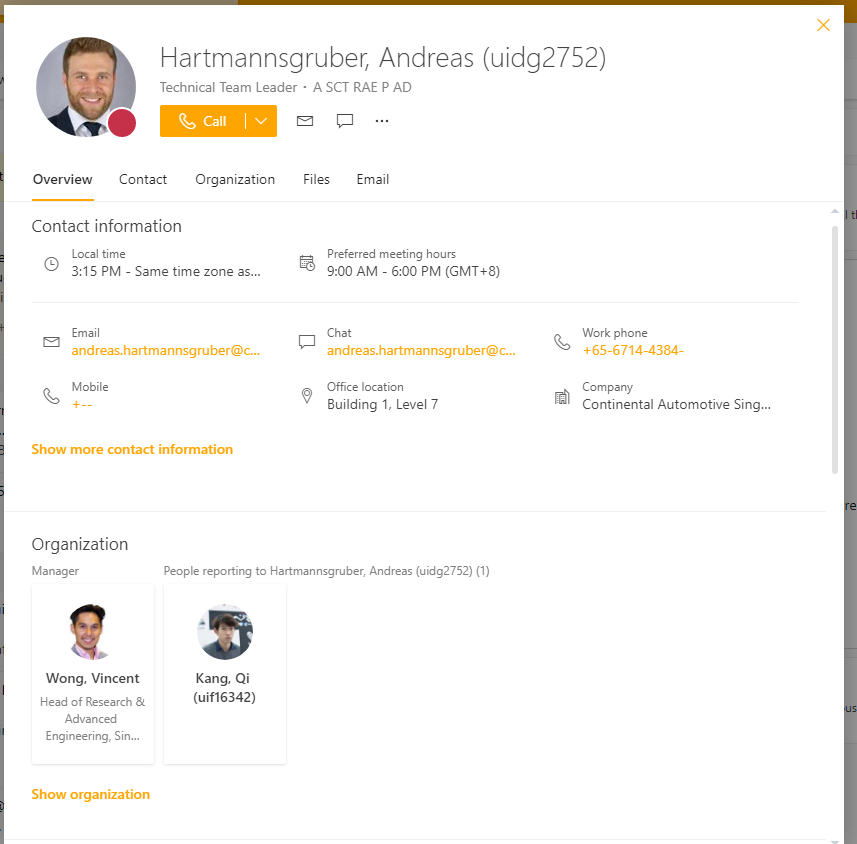 Hartmannsgruber, Andreas (uidg2752)
Technical Team Leader • A SCT RAE P AD
Call
Overview Contact Organization Files Email
Contact information
Local time
3:15 PM - Same time zone as...
Preferred meeting hours
9:00 AM - 6:00 PM (GMT+8)
Email
andreas.hartmannsgruber@c...
Chat
andreas.hartmannsgruber@c...
Work phone
+65-6714-4384-
Mobile
+--
Office location
Building 1, Level 7
Company
Continental Automotive Sing...
Show more contact information
Organization
Manager
People reporting to Hartmannsgruber, Andreas (uidg2752) (1)
Wong, Vincent
Head of Research &
Advanced
Engineering, Sin...
Kang, Qi
(uif16342)
Show organization